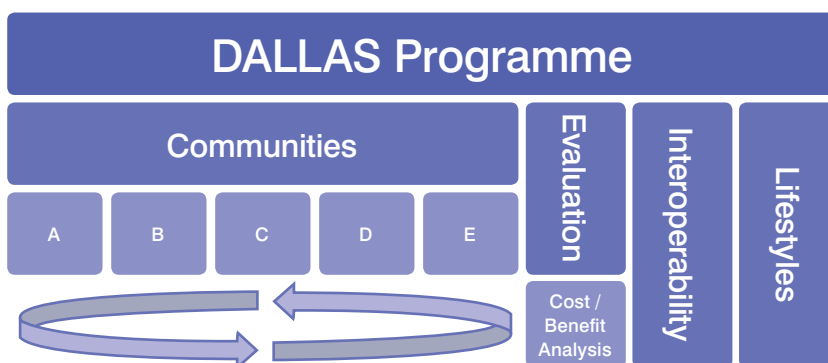 DALLAS Programme
Communities
A
B
C
D
E
Evaluation
Cost /
Benefit
Analysis
Interoperability
Lifestyles